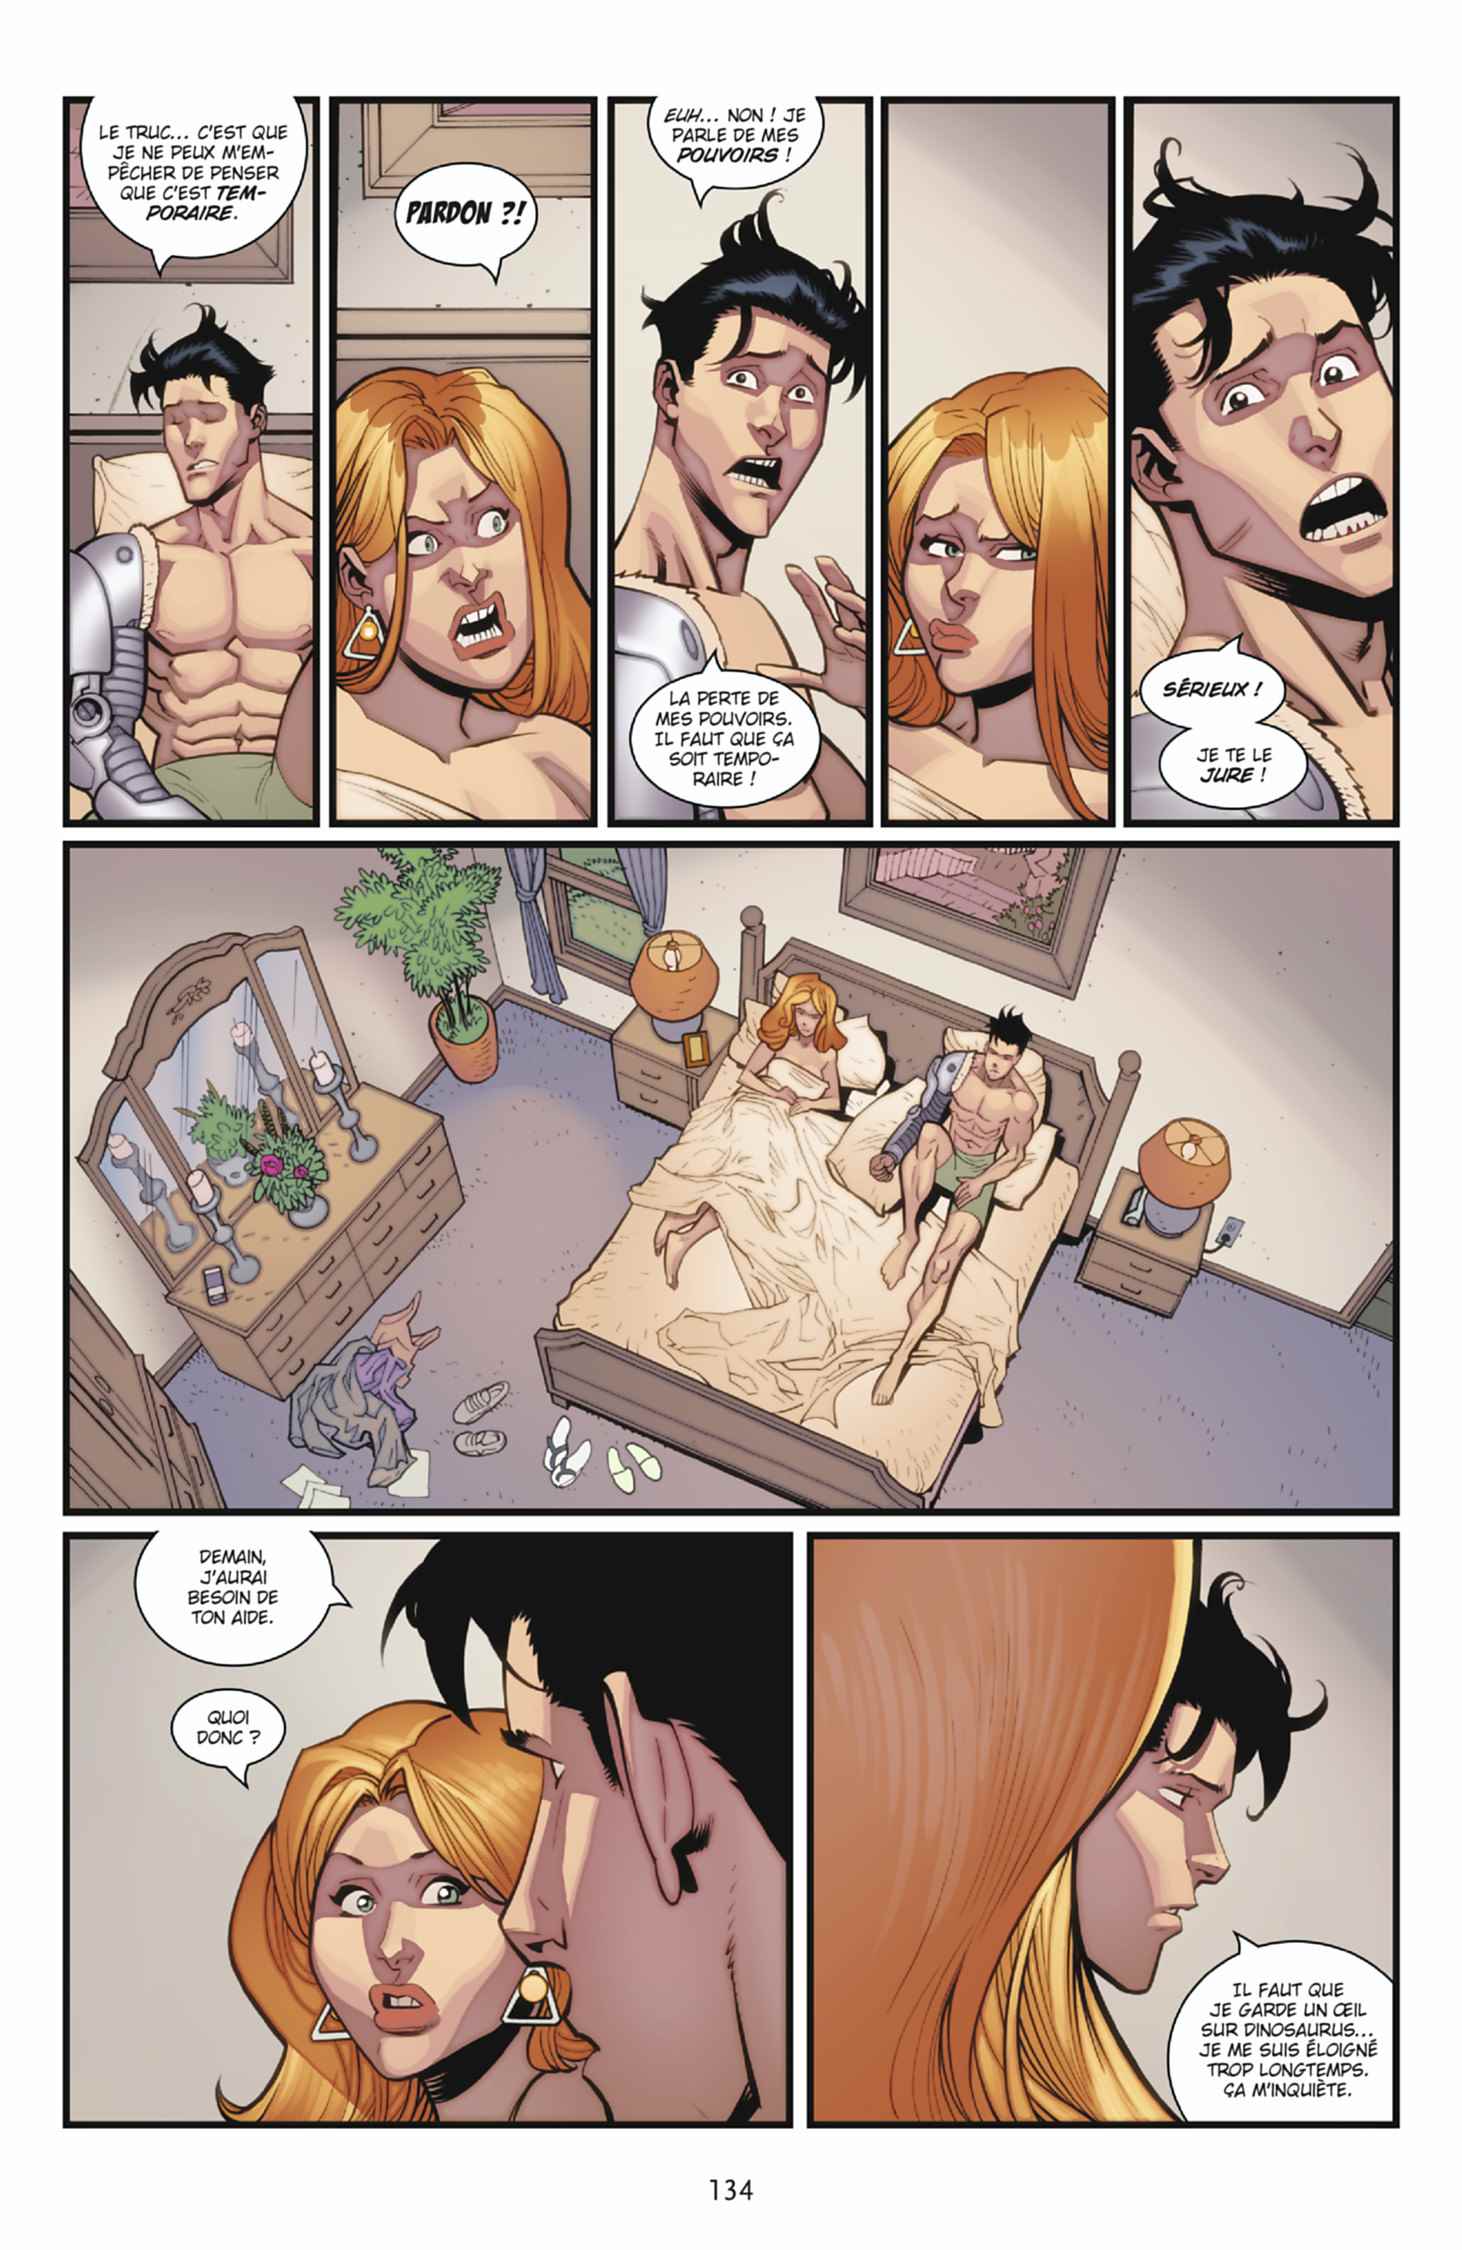 LE TRUC... C'EST QUE
JE NE PEUX M'EM-
PÊCHER DE PENSER
QUE C'EST TEM-
PORAIRE.
PARDON ?!
EUH... NON ! JE
PARLE DE MES
POUVOIRS !
LA PERTE DE
MES POUVOIRS.
IL FAUT QUE ÇA
SOIT TEMPO-
RAIRE !
SÉRIEUX !
JE TE LE
JURE !
DEMAIN,
J'AURAI
BESOIN DE
TON AIDE.
QUOI
DONC ?
IL FAUT QUE
JE GARDE UN ŒIL
SUR DINOSAURUS...
JE ME SUIS ÉLOIGNÉ
TROP LONGTEMPS.
ÇA M'INQUIÈTE.
134